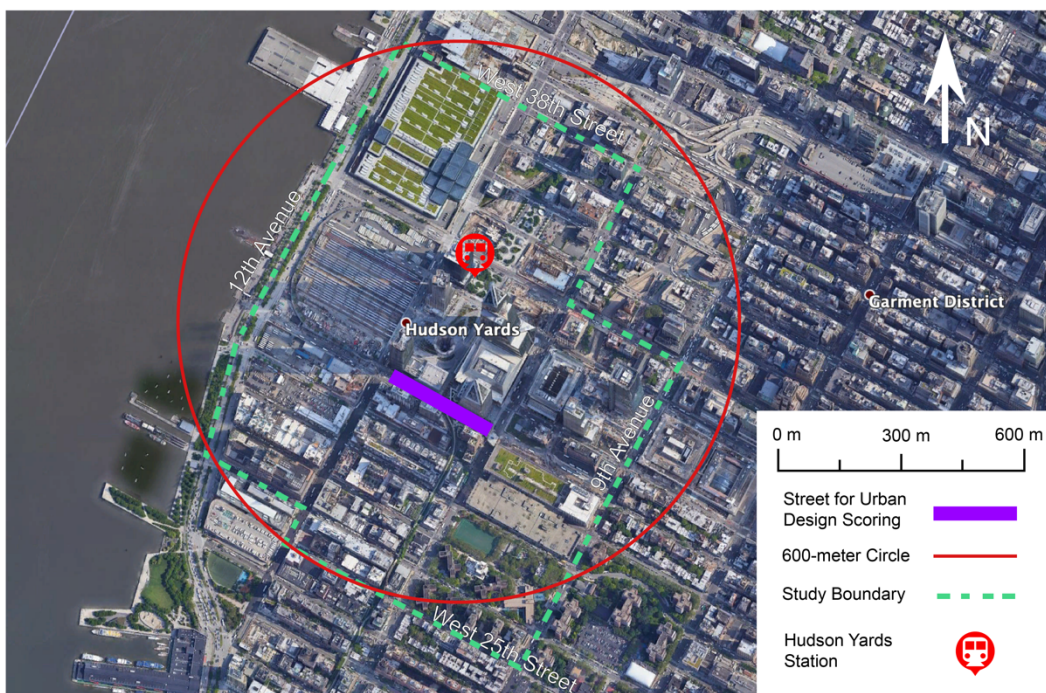 West 38th Street
N
12th Avenue
Garment District
Hudson Yards
9th Avenue
West 25th Street
0 m
300 m
600 m
Street for Urban
Design Scoring
600-meter Circle
Study Boundary
Hudson Yards
Station